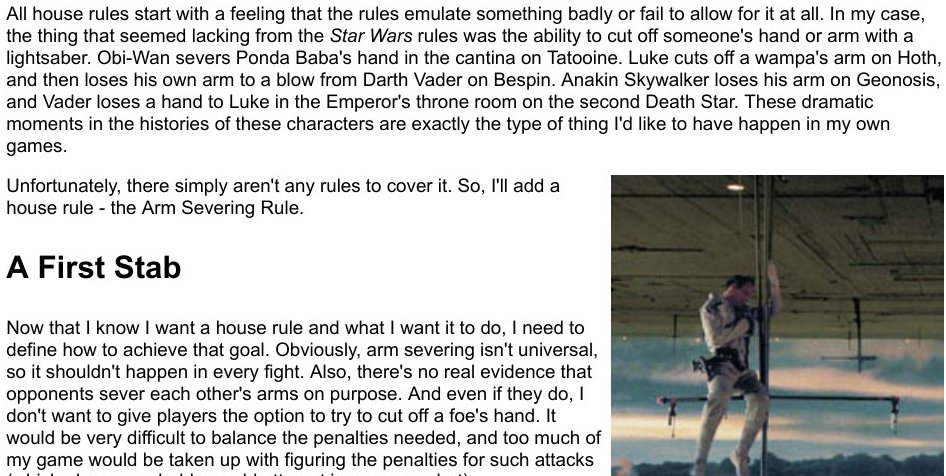 All house rules start with a feeling that the rules emulate something badly or fail to allow for it at all. In my case,
the thing that seemed lacking from the Star Wars rules was the ability to cut off someone's hand or arm with a
lightsaber. Obi-Wan severs Ponda Baba's hand in the cantina on Tatooine. Luke cuts off a wampa's arm on Hoth,
and then loses his own arm to a blow from Darth Vader on Bespin. Anakin Skywalker loses his arm on Geonosis,
and Vader loses a hand to Luke in the Emperor's throne room on the second Death Star. These dramatic
moments in the histories of these characters are exactly the type of thing I'd like to have happen in my own
games.
Unfortunately, there simply aren't any rules to cover it. So, I'll add a
house rule - the Arm Severing Rule.
A First Stab
Now that I know I want a house rule and what I want it to do, I need to
define how to achieve that goal. Obviously, arm severing isn't universal,
so it shouldn't happen in every fight. Also, there's no real evidence that
opponents sever each other's arms on purpose. And even if they do, I
don't want to give players the option to try to cut off a foe's hand. It
would be very difficult to balance the penalties needed, and too much of
my game would be taken up with figuring the penalties for such attacks